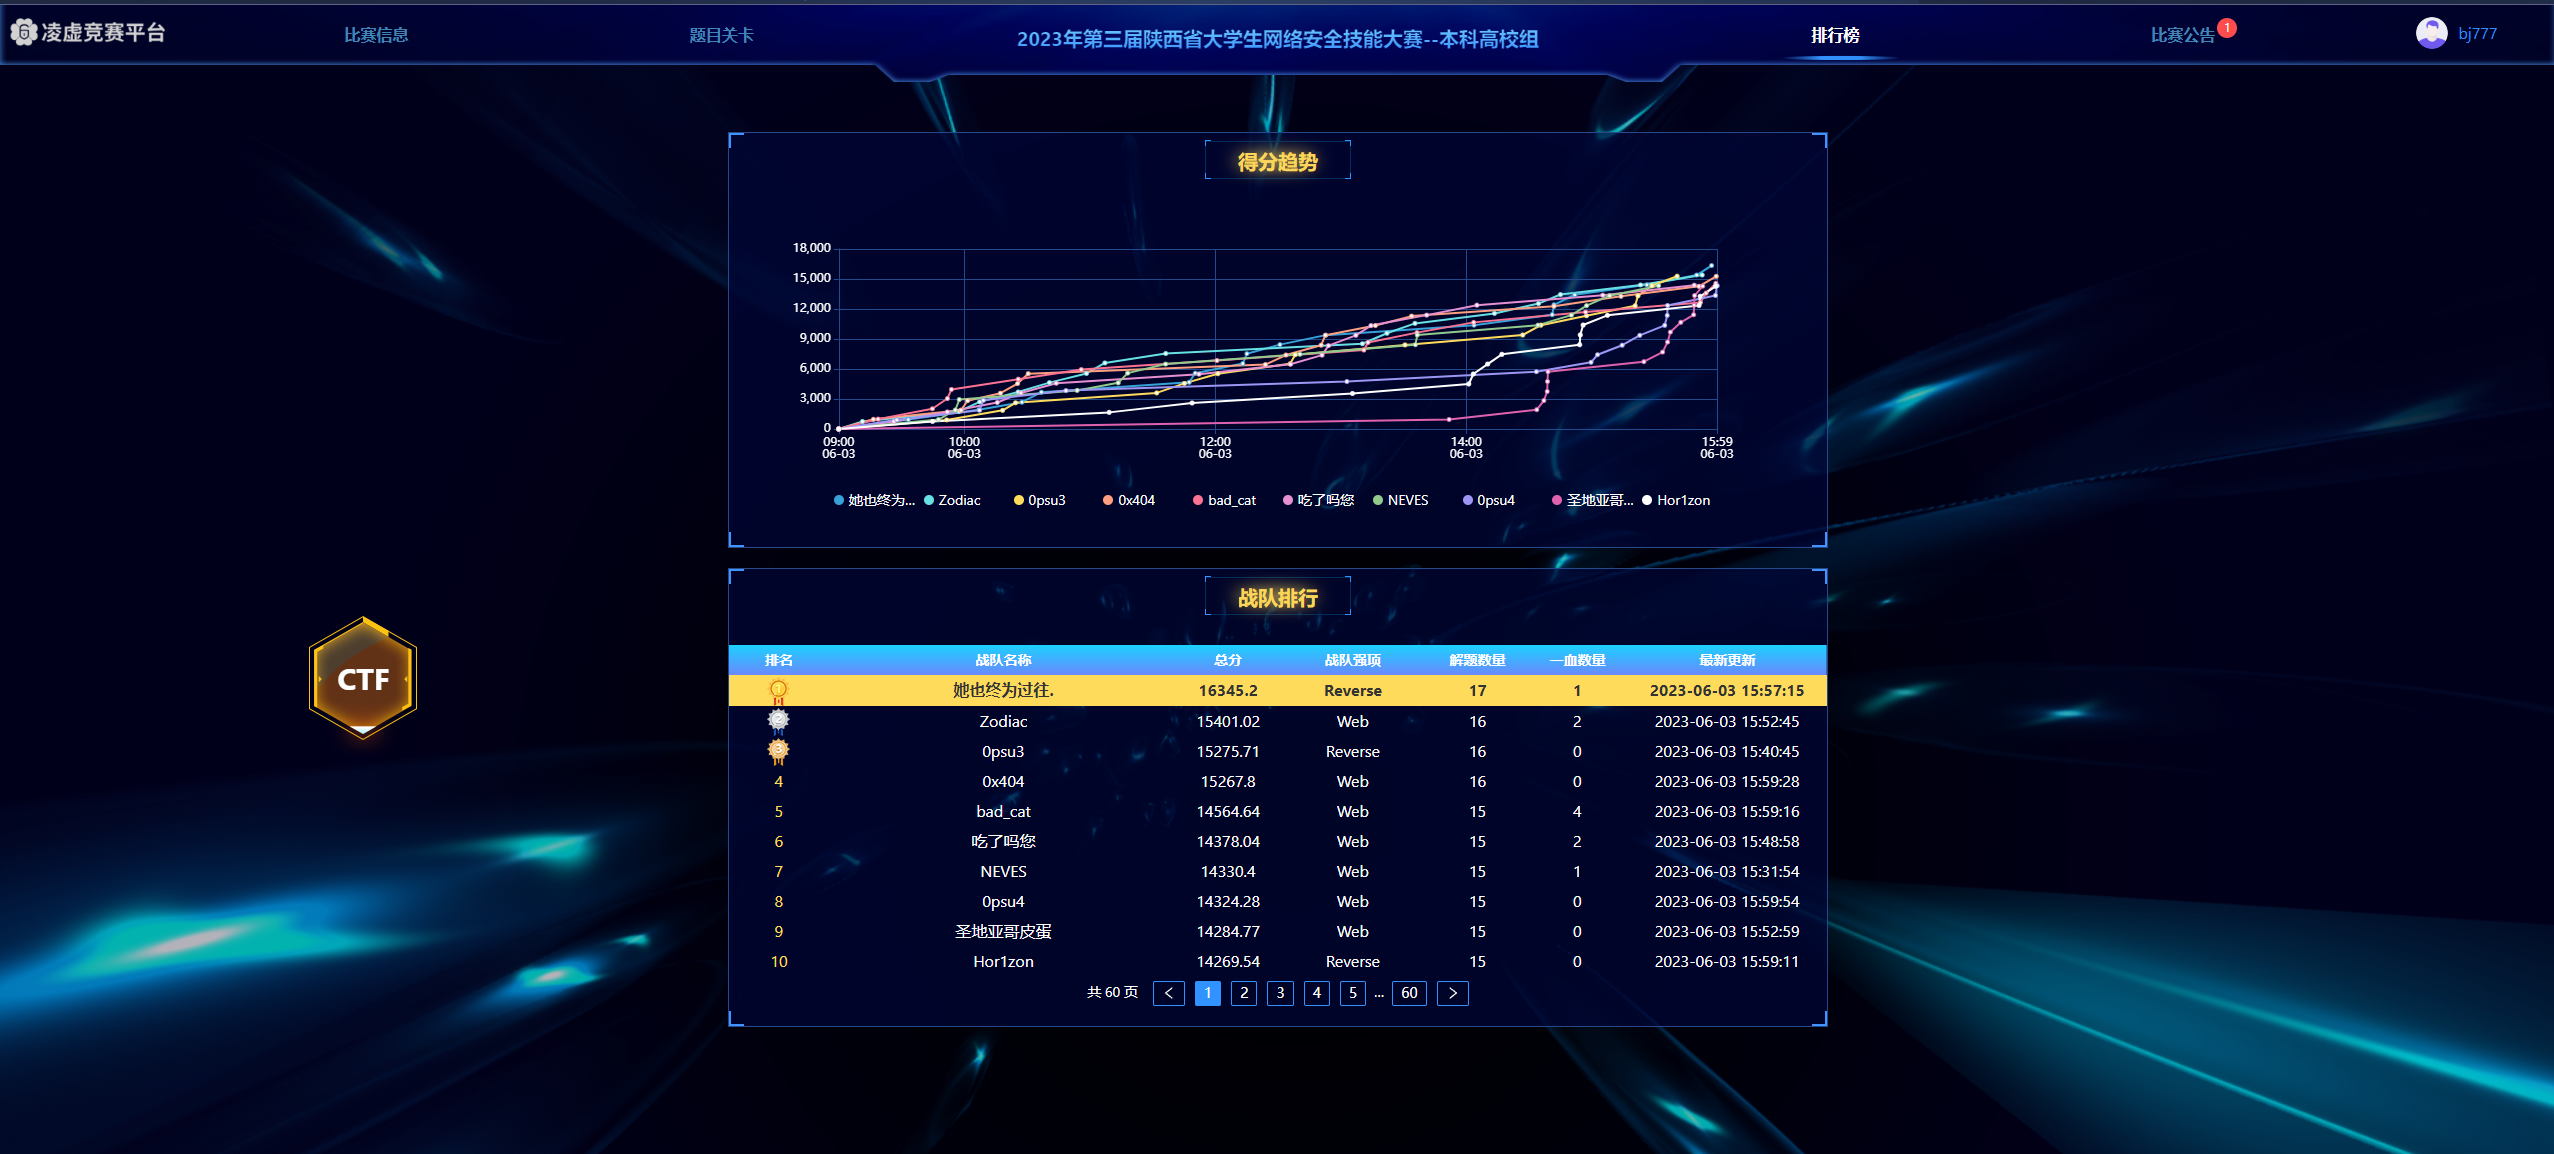 凌虚竞赛平台
比赛信息
题目关卡
2023年第三届陕西省大学生网络安全技能大赛--本科高校组
排行榜
比赛公告
1
bj777
得分趋势
18,000
15,000
12,000
9,000
6,000
3,000
0
09:00 10:00 12:00 14:00 15:59
06-03 06-03 06-03 06-03 06-03
她也终为... Zodiac 0psu3 0x404 bad_cat 吃了吗您 NEVES 0psu4 圣地亚哥... Hor1zon
CTF
战队排行
排名 战队名称 总分 战队强项 解题数量 一血数量 最新更新
1 她也终为过往. 16345.2 Reverse 17 1 2023-06-03 15:57:15
2 Zodiac 15401.02 Web 16 2 2023-06-03 15:52:45
3 0psu3 15275.71 Reverse 16 0 2023-06-03 15:40:45
4 0x404 15267.8 Web 16 0 2023-06-03 15:59:28
5 bad_cat 14564.64 Web 15 4 2023-06-03 15:59:16
6 吃了吗您 14378.04 Web 15 2 2023-06-03 15:48:58
7 NEVES 14330.4 Web 15 1 2023-06-03 15:31:54
8 0psu4 14324.28 Web 15 0 2023-06-03 15:59:54
9 圣地亚哥皮蛋 14284.77 Web 15 0 2023-06-03 15:52:59
10 Hor1zon 14269.54 Reverse 15 0 2023-06-03 15:59:11
共 60 页 < 1 2 3 4 5 ... 60 >